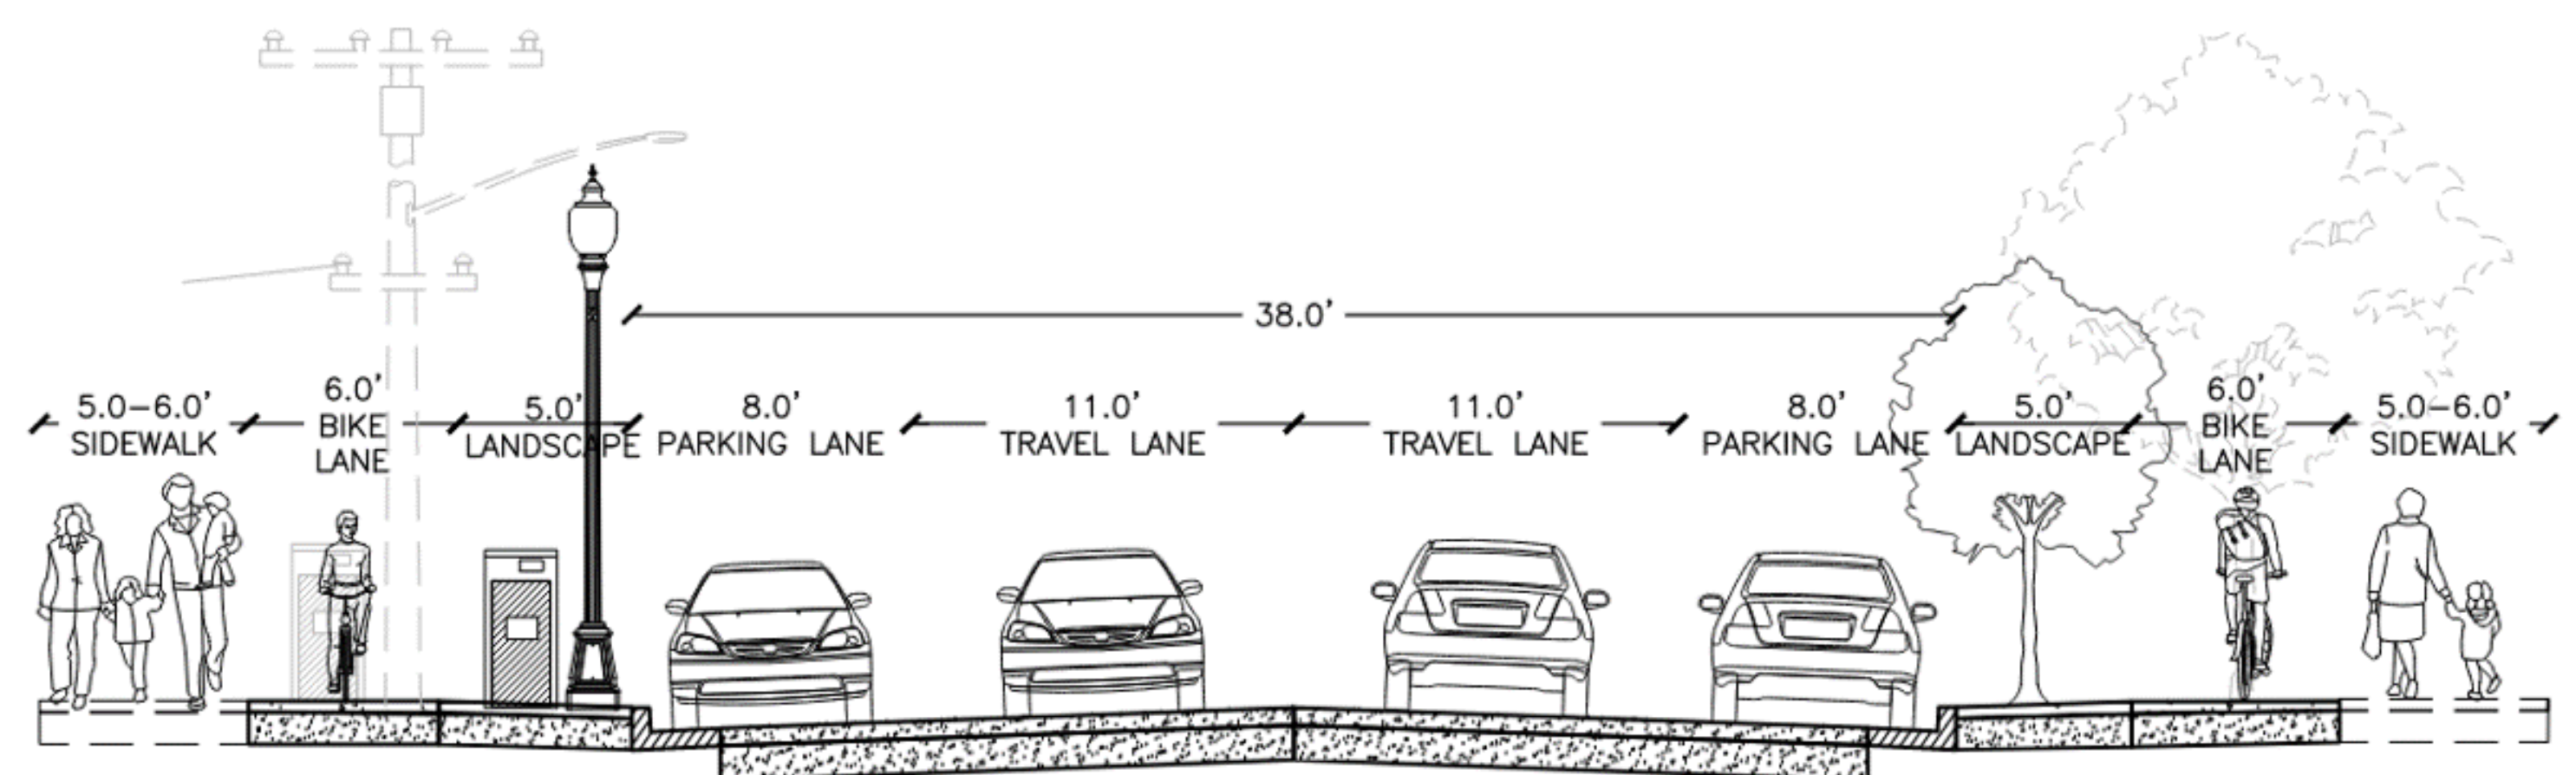 38.0'
5.0-6.0'
SIDEWALK
6.0'
BIKE
LANE
5.0'
LANDSCAPE
8.0'
PARKING LANE
11.0'
TRAVEL LANE
11.0'
TRAVEL LANE
8.0'
PARKING LANE
5.0'
LANDSCAPE
6.0'
BIKE
LANE
5.0-6.0'
SIDEWALK